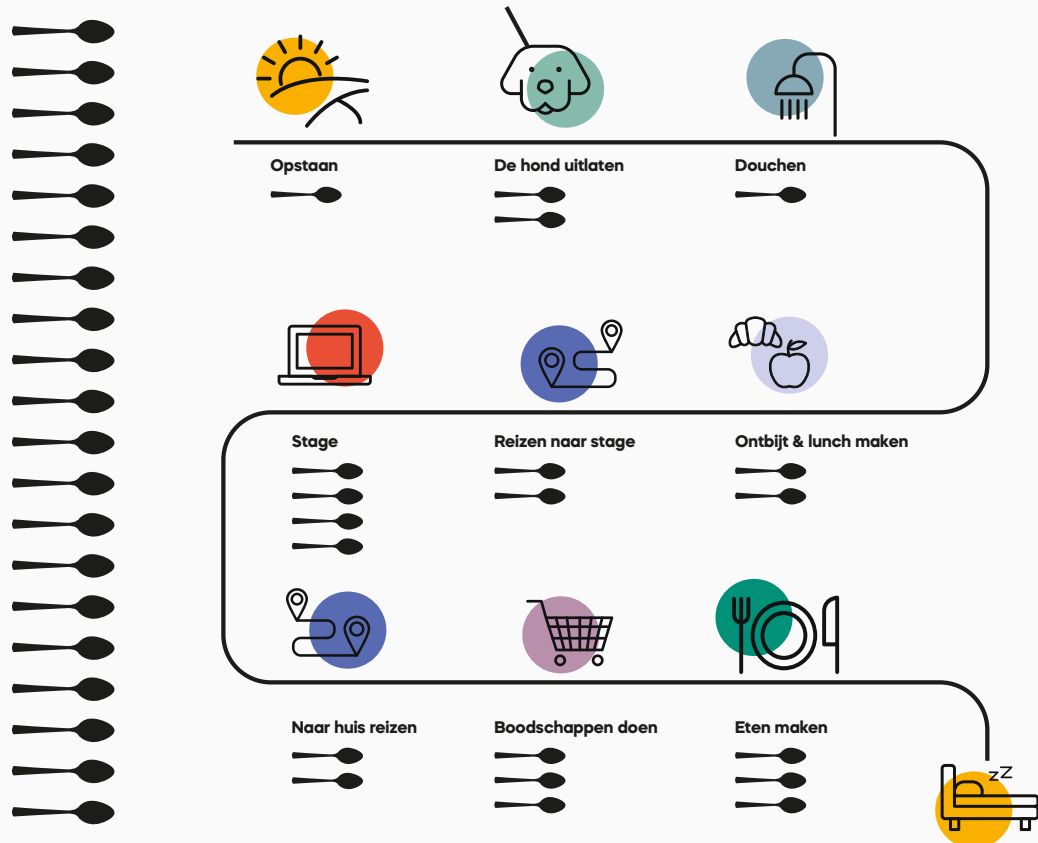 Opstaan
De hond uitlaten
Douchen
Stage
Reizen naar stage
Ontbijt & lunch maken
Naar huis reizen
Boodschappen doen
Eten maken
zZ